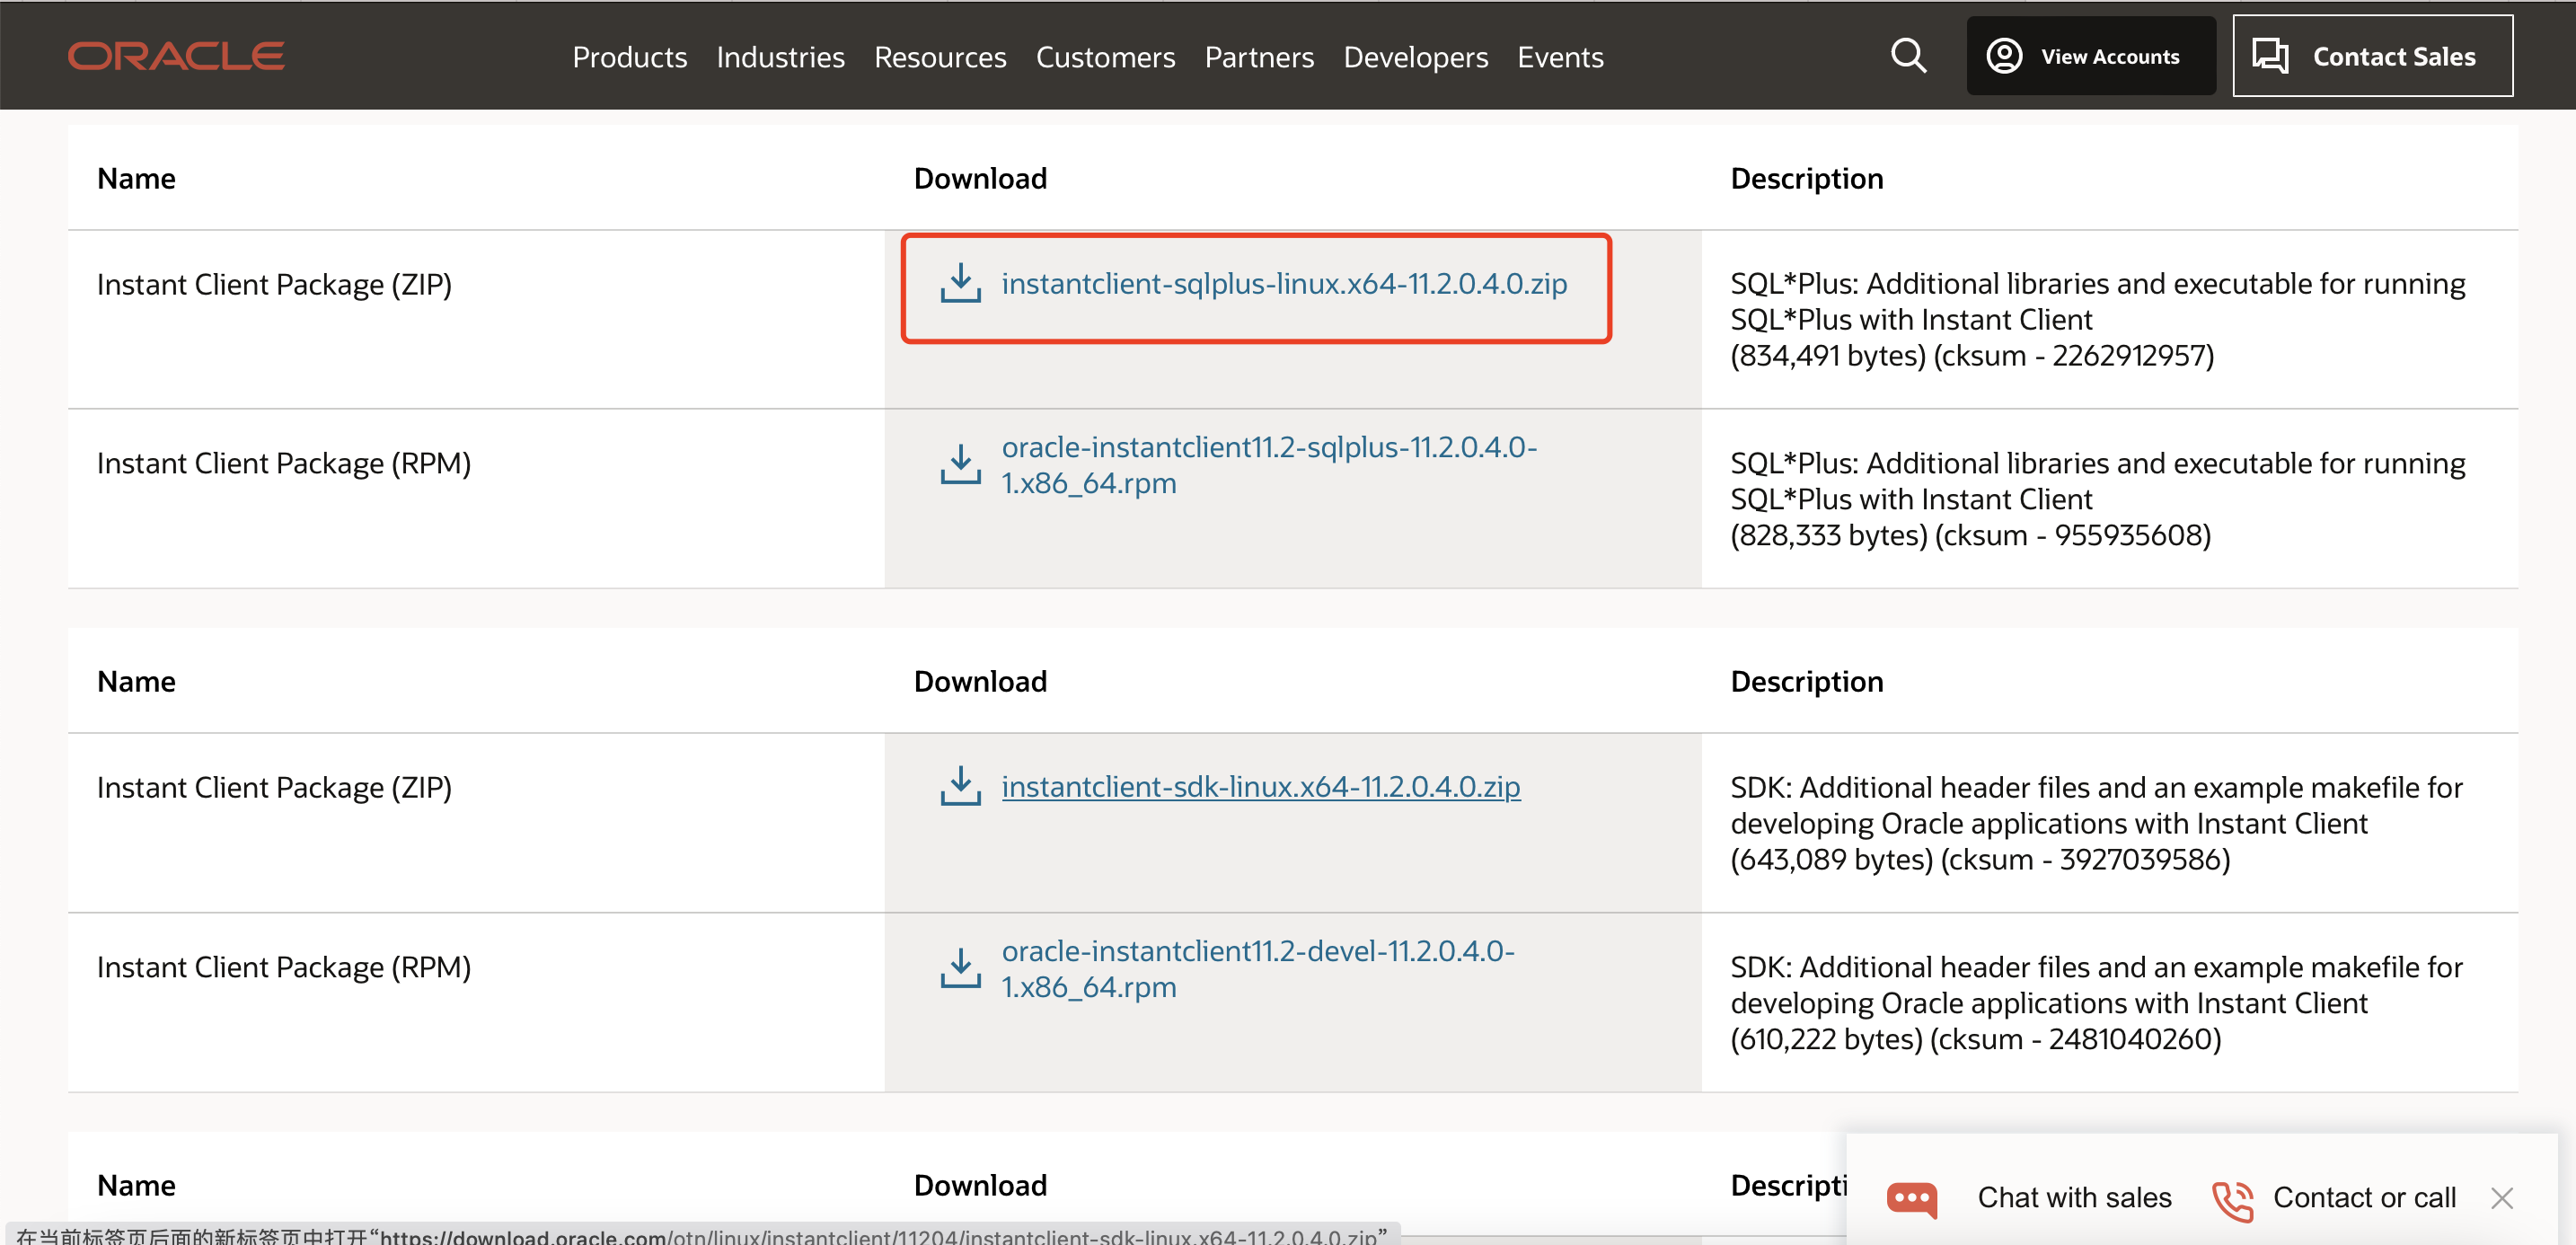 ORACLE
Products Industries Resources Customers Partners Developers Events
View Accounts
Contact Sales
Name Download Description
Instant Client Package (ZIP)
instantclient-sqlplus-linux.x64-11.2.0.4.0.zip
SQL*Plus: Additional libraries and executable for running
SQL*Plus with Instant Client
(834,491 bytes) (cksum - 2262912957)
Instant Client Package (RPM)
oracle-instantclient11.2-sqlplus-11.2.0.4.0-
1.x86_64.rpm
SQL*Plus: Additional libraries and executable for running
SQL*Plus with Instant Client
(828,333 bytes) (cksum - 955935608)
Name Download Description
Instant Client Package (ZIP)
instantclient-sdk-linux.x64-11.2.0.4.0.zip
SDK: Additional header files and an example makefile for
developing Oracle applications with Instant Client
(643,089 bytes) (cksum - 3927039586)
Instant Client Package (RPM)
oracle-instantclient11.2-devel-11.2.0.4.0-
1.x86_64.rpm
SDK: Additional header files and an example makefile for
developing Oracle applications with Instant Client
(610,222 bytes) (cksum - 2481040260)
Name Download Descripti
Chat with sales
Contact or call
在当前标签页后面的新标签页中打开“https://download.oracle.com/otn/linux/instantclient/11204/instantclient-sdk-linux.x64-11.2.0.4.0.zip”